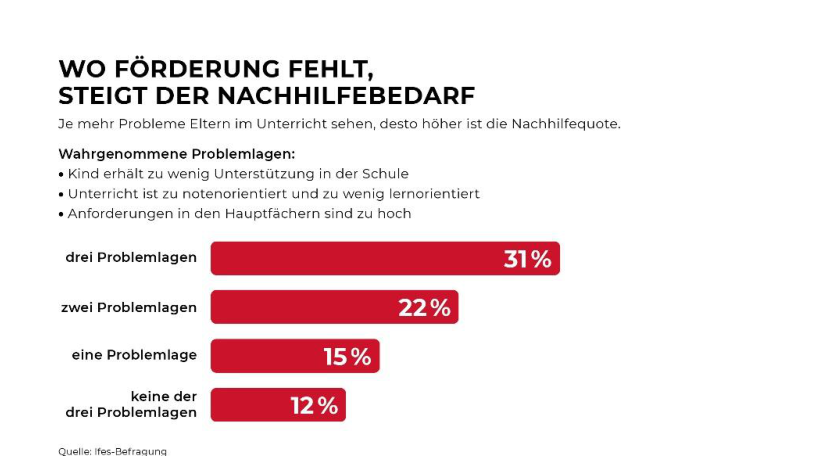 WO FÖRDERUNG FEHLT,
STEIGT DER NACHHILFEBEDARF
Je mehr Probleme Eltern im Unterricht sehen, desto höher ist die Nachhilfequote.
Wahrgenommene Problemlagen:
• Kind erhält zu wenig Unterstützung in der Schule
• Unterricht ist zu notenorientiert und zu wenig lernorientiert
• Anforderungen in den Hauptfächern sind zu hoch
drei Problemlagen 31 %
zwei Problemlagen 22 %
eine Problemlage 15 %
keine der
drei Problemlagen 12 %
Quelle: Ifes-Befragung